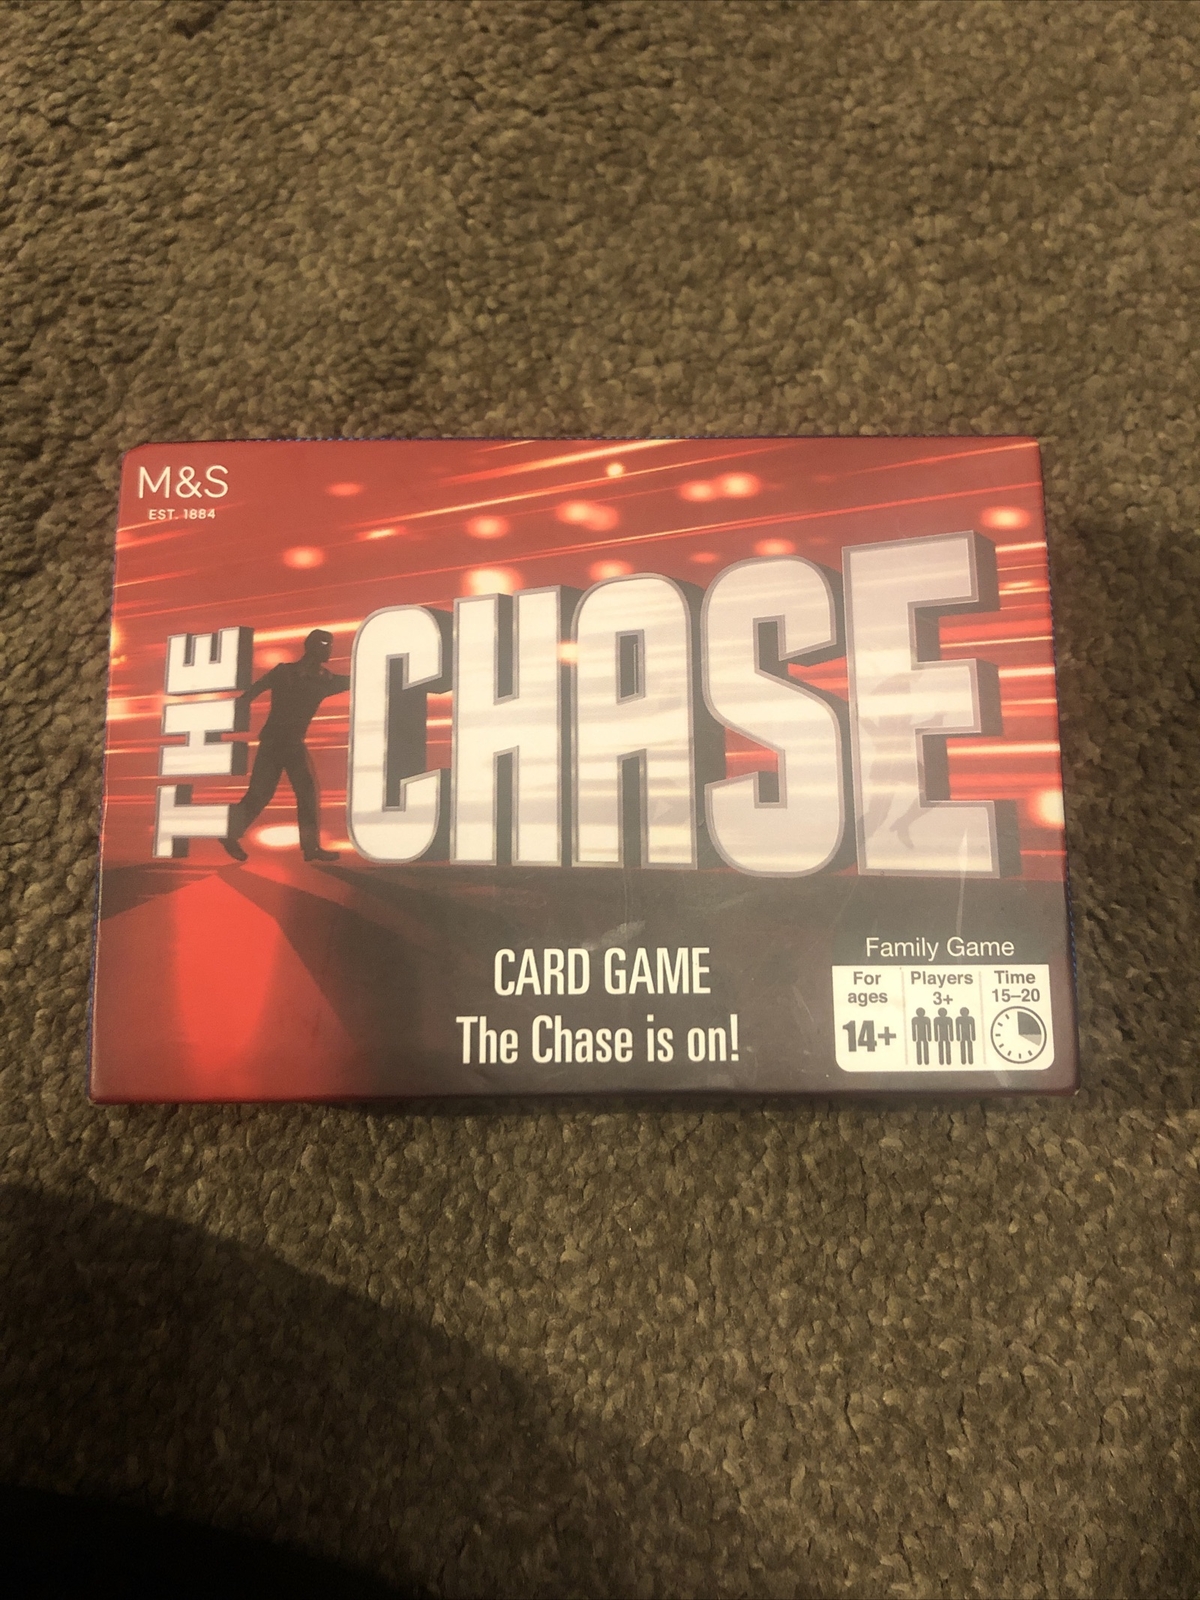 M&S
EST. 1884
THE CHASE
CARD GAME
The Chase is on!
Family Game
For ages
14+
Players
3+
Time
15–20